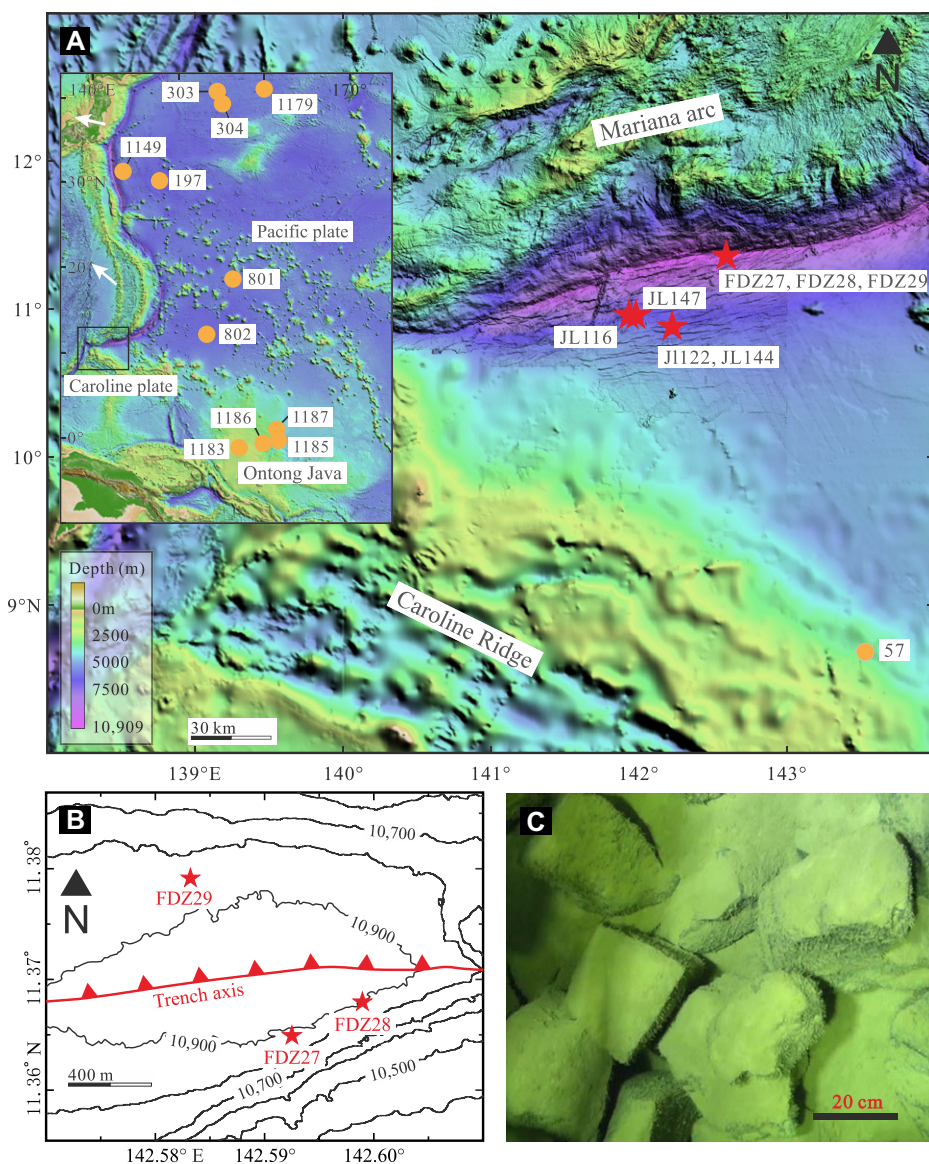 A
N
140°E
170°
303
304
1179
1149
197
30°N
Pacific plate
20°
801
802
Caroline plate
1186
1187
1183
1185
0°
Ontong Java
Mariana arc
FDZ27, FDZ28, FDZ29
JL147
JL116
Jl122, JL144
Caroline Ridge
57
12°
11°
10°
9°N
Depth (m)
0m
2500
5000
7500
10,909
30 km
139°E
140°
141°
142°
143°
B
N
10,700
FDZ29
10,900
Trench axis
FDZ28
10,900
FDZ27
10,700
10,500
400 m
11.38°
11.37°
11.36° N
142.58° E
142.59°
142.60°
C
20 cm